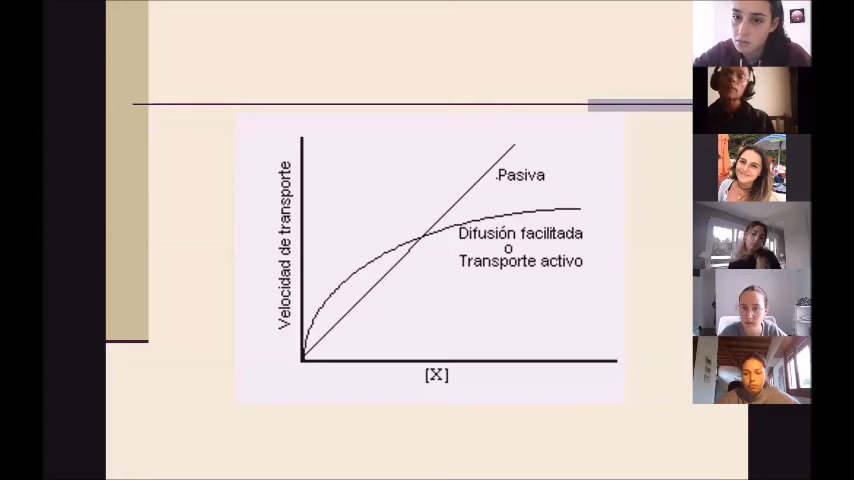 Velocidad de transporte
Pasiva
Difusión facilitada
o
Transporte activo
[X]